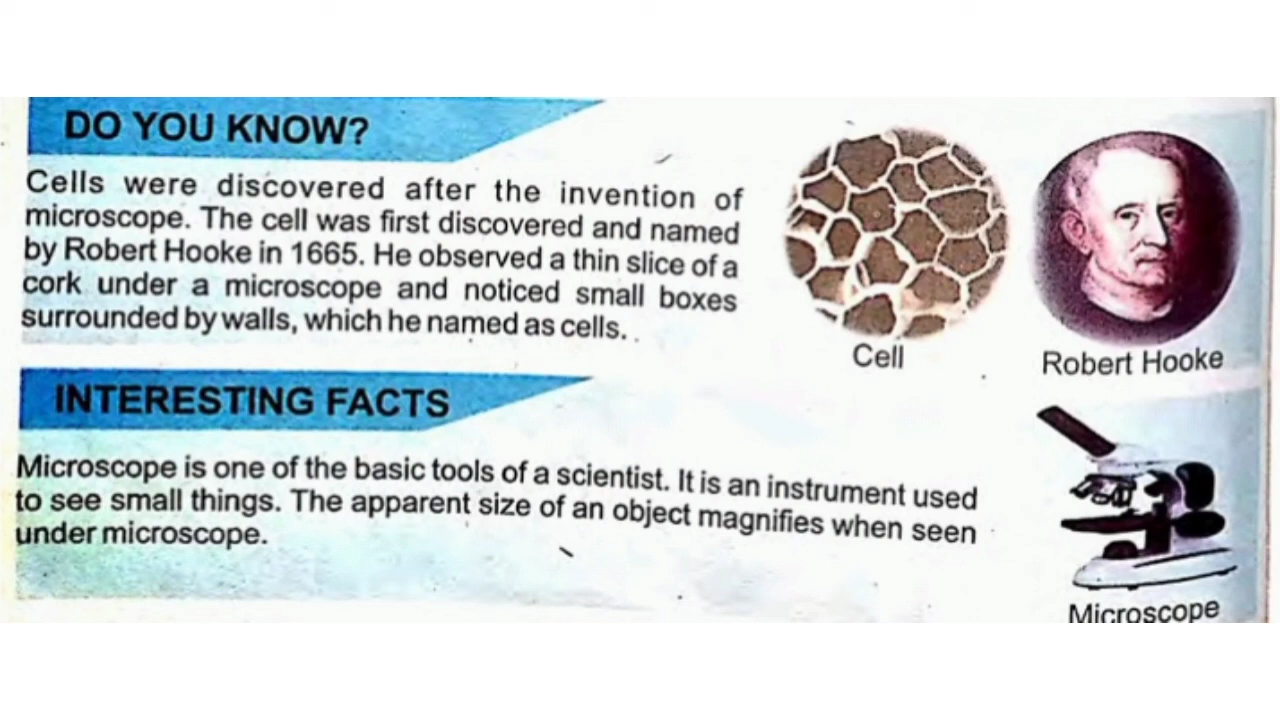 DO YOU KNOW?
Cells were discovered after the invention of
microscope. The cell was first discovered and named
by Robert Hooke in 1665. He observed a thin slice of a
cork under a microscope and noticed small boxes
surrounded by walls, which he named as cells.
Cell
Robert Hooke
INTERESTING FACTS
Microscope is one of the basic tools of a scientist. It is an instrument used
to see small things. The apparent size of an object magnifies when seen
under microscope.
Microscope